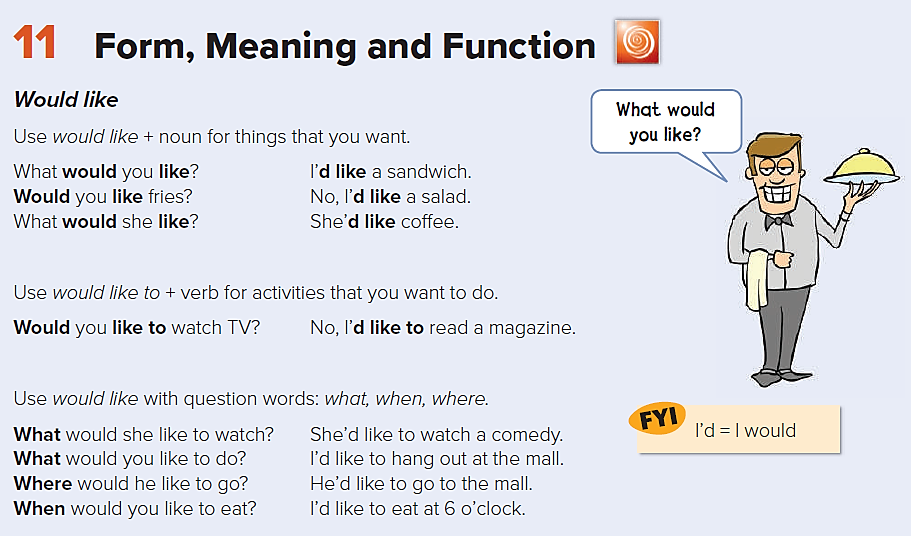 11 Form, Meaning and Function
Would like
Use would like + noun for things that you want.
What would you like? I'd like a sandwich.
Would you like fries? No, I'd like a salad.
What would she like? She'd like coffee.
What would
you like?
Use would like to + verb for activities that you want to do.
Would you like to watch TV? No, I'd like to read a magazine.
Use would like with question words: what, when, where.
What would she like to watch? She'd like to watch a comedy.
What would you like to do? I'd like to hang out at the mall.
Where would he like to go? He'd like to go to the mall.
When would you like to eat? I'd like to eat at 6 o'clock.
FYI I'd = I would